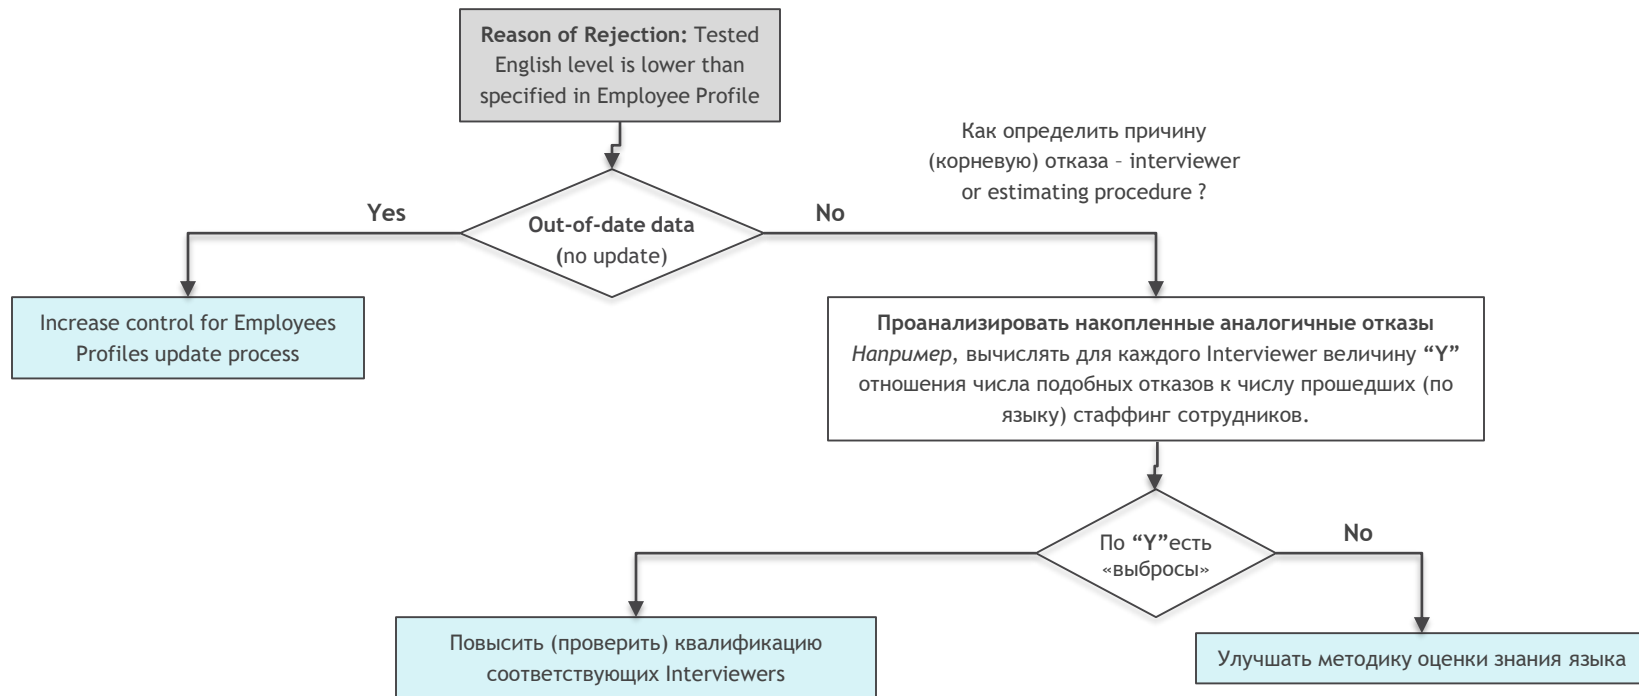 Reason of Rejection: Tested
English level is lower than
specified in Employee Profile
Как определить причину
(корневую) отказа – interviewer
or estimating procedure ?
Yes
No
Out-of-date data
(no update)
Increase control for Employees
Profiles update process
Проанализировать накопленные аналогичные отказы
Например, вычислять для каждого Interviewer величину “Y”
отношения числа подобных отказов к числу прошедших (по
языку) стаффинг сотрудников.
По “Y”есть
«выбросы»
No
Повысить (проверить) квалификацию
соответствующих Interviewers
Улучшать методику оценки знания языка